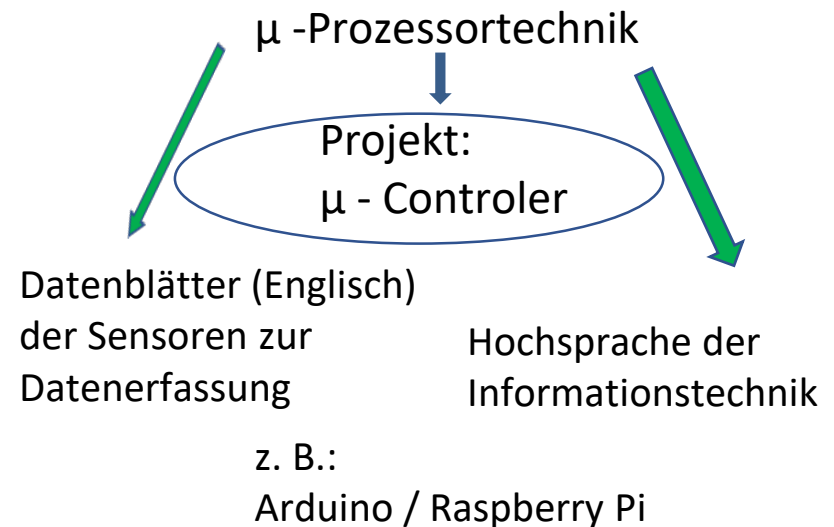 µ -Prozessortechnik
Projekt:
µ - Controler
Datenblätter (Englisch)
der Sensoren zur
Datenerfassung
Hochsprache der
Informationstechnik
z. B.:
Arduino / Raspberry Pi